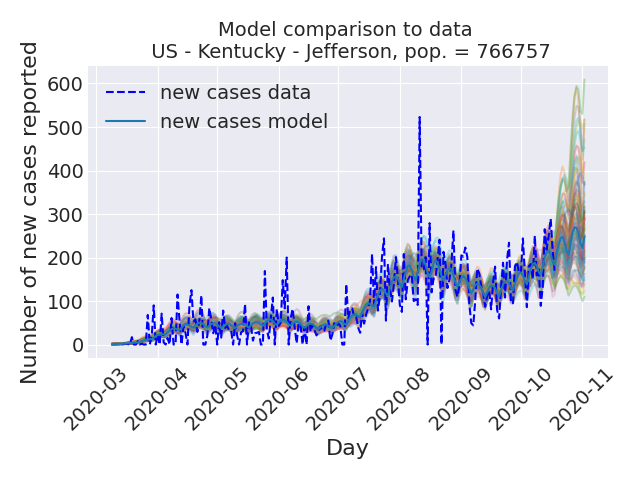 Model comparison to data
US - Kentucky - Jefferson, pop. = 766757
Number of new cases reported
600
500
400
300
200
100
0
new cases data
new cases model
2020-03
2020-04
2020-05
2020-06
2020-07
2020-08
2020-09
2020-10
2020-11
Day